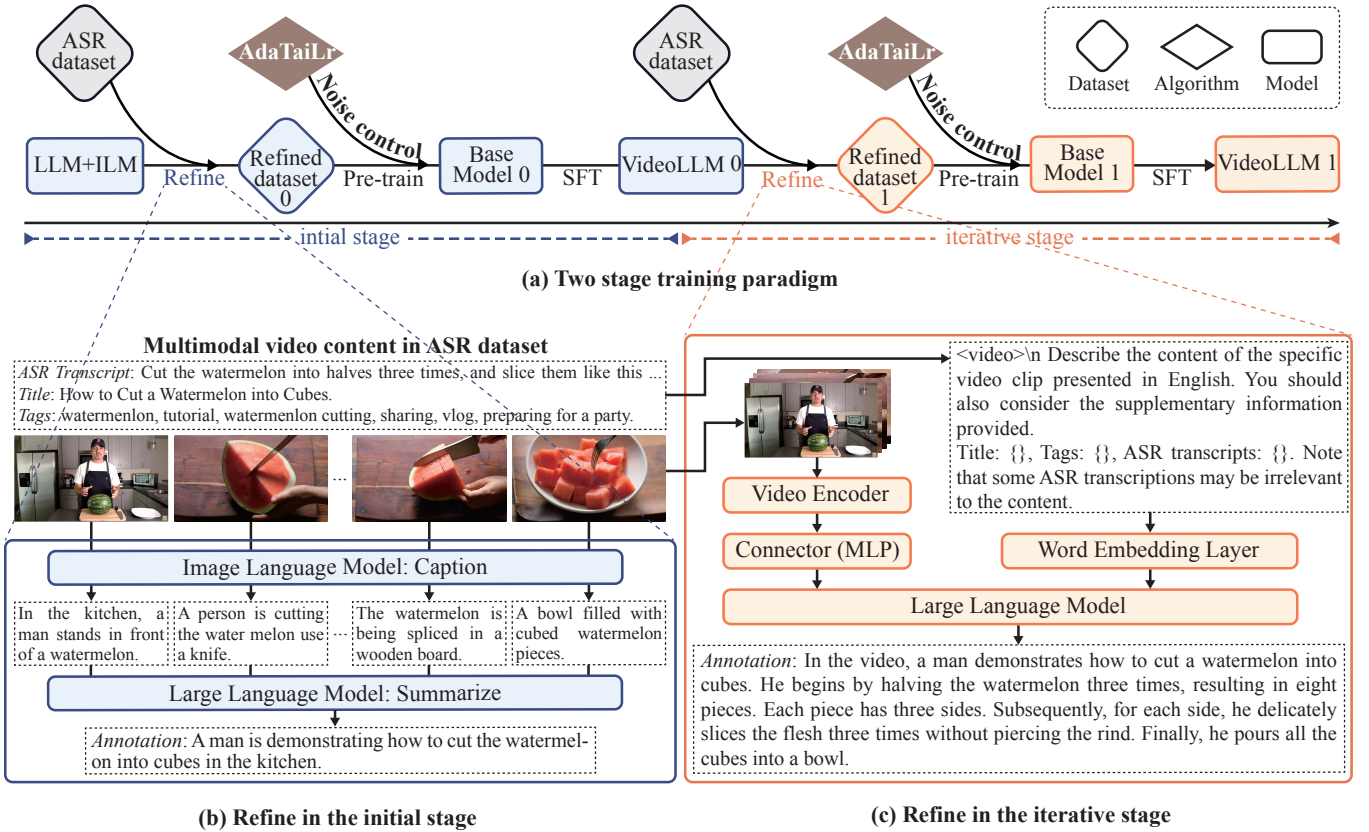 ASR
dataset
AdaTaiLr
Noise control
LLM+ILM
Refine
Refined
dataset
0
Pre-train
Base
Model 0
SFT
VideoLLM 0
ASR
dataset
AdaTaiLr
Noise control
Refine
Refined
dataset
1
Pre-train
Base
Model 1
SFT
VideoLLM 1
Dataset
Algorithm
Model
intial stage
iterative stage
(a) Two stage training paradigm
Multimodal video content in ASR dataset
ASR Transcript: Cut the watermelon into halves three times, and slice them like this ...
Title: How to Cut a Watermelon into Cubes.
Tags: watermenlon, tutorial, watermenlon cutting, sharing, vlog, preparing for a party.
...
Image Language Model: Caption
In the kitchen, a
man stands in front
of a watermelon.
A person is cutting
the water melon use
a knife.
...
The watermelon is
being spliced in a
wooden board.
A bowl filled with
cubed watermelon
pieces.
Large Language Model: Summarize
Annotation: A man is demonstrating how to cut the watermel-
on into cubes in the kitchen.
(b) Refine in the initial stage
<video>\n Describe the content of the specific
video clip presented in English. You should
also consider the supplementary information
provided.
Title: {}, Tags: {}, ASR transcripts: {}. Note
that some ASR transcriptions may be irrelevant
to the content.
Video Encoder
Connector (MLP)
Word Embedding Layer
Large Language Model
Annotation: In the video, a man demonstrates how to cut a watermelon into
cubes. He begins by halving the watermelon three times, resulting in eight
pieces. Each piece has three sides. Subsequently, for each side, he delicately
slices the flesh three times without piercing the rind. Finally, he pours all the
cubes into a bowl.
(c) Refine in the iterative stage